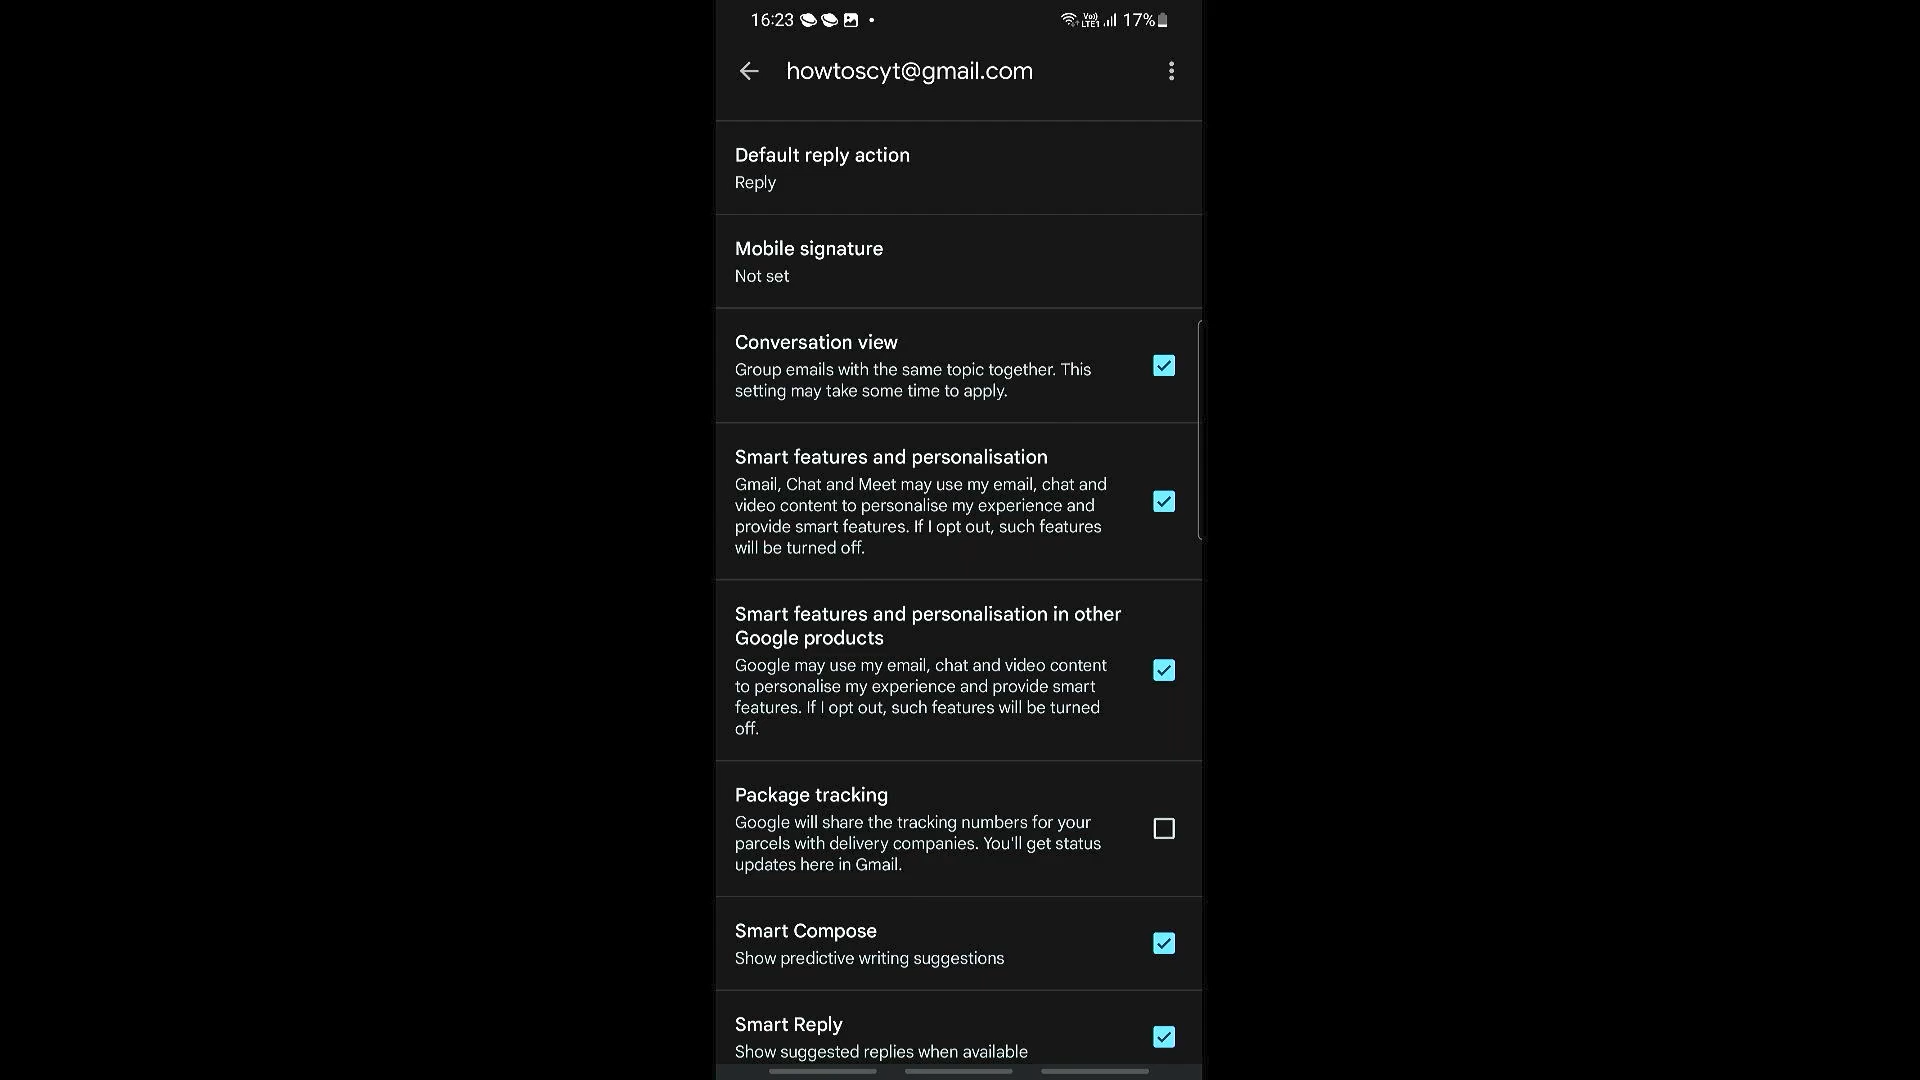 16:23
Vo))
LTE1
17%
howtoscyt@gmail.com
Default reply action
Reply
Mobile signature
Not set
Conversation view
Group emails with the same topic together. This
setting may take some time to apply.
Smart features and personalisation
Gmail, Chat and Meet may use my email, chat and
video content to personalise my experience and
provide smart features. If I opt out, such features
will be turned off.
Smart features and personalisation in other
Google products
Google may use my email, chat and video content
to personalise my experience and provide smart
features. If I opt out, such features will be turned
off.
Package tracking
Google will share the tracking numbers for your
parcels with delivery companies. You'll get status
updates here in Gmail.
Smart Compose
Show predictive writing suggestions
Smart Reply
Show suggested replies when available